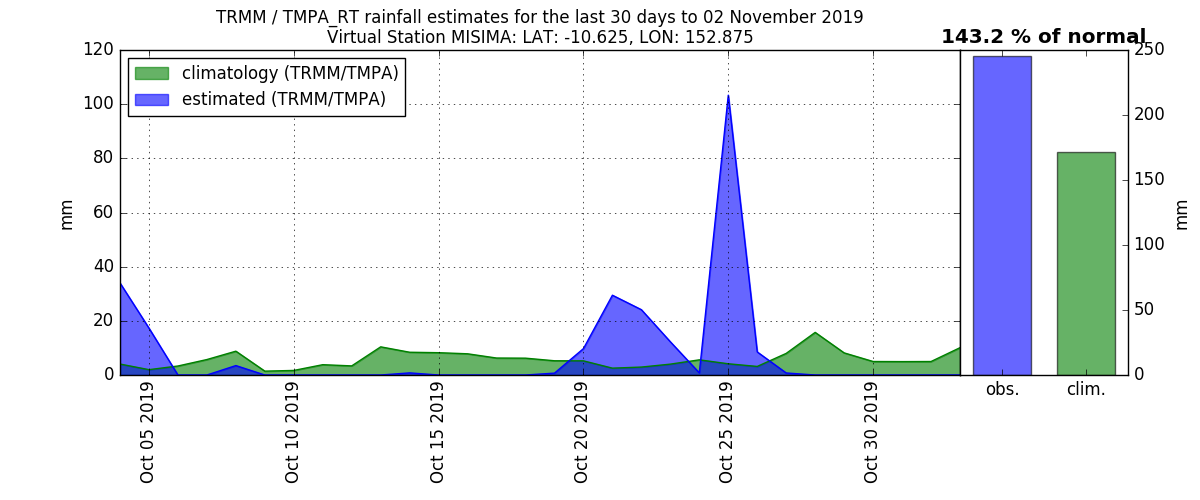 TRMM / TMPA_RT rainfall estimates for the last 30 days to 02 November 2019
Virtual Station MISIMA: LAT: -10.625, LON: 152.875
143.2 % of normal
climatology (TRMM/TMPA)
estimated (TRMM/TMPA)
mm
120
100
80
60
40
20
0
Oct 05 2019
Oct 10 2019
Oct 15 2019
Oct 20 2019
Oct 25 2019
Oct 30 2019
obs.
clim.
250
200
150
100
50
0
mm